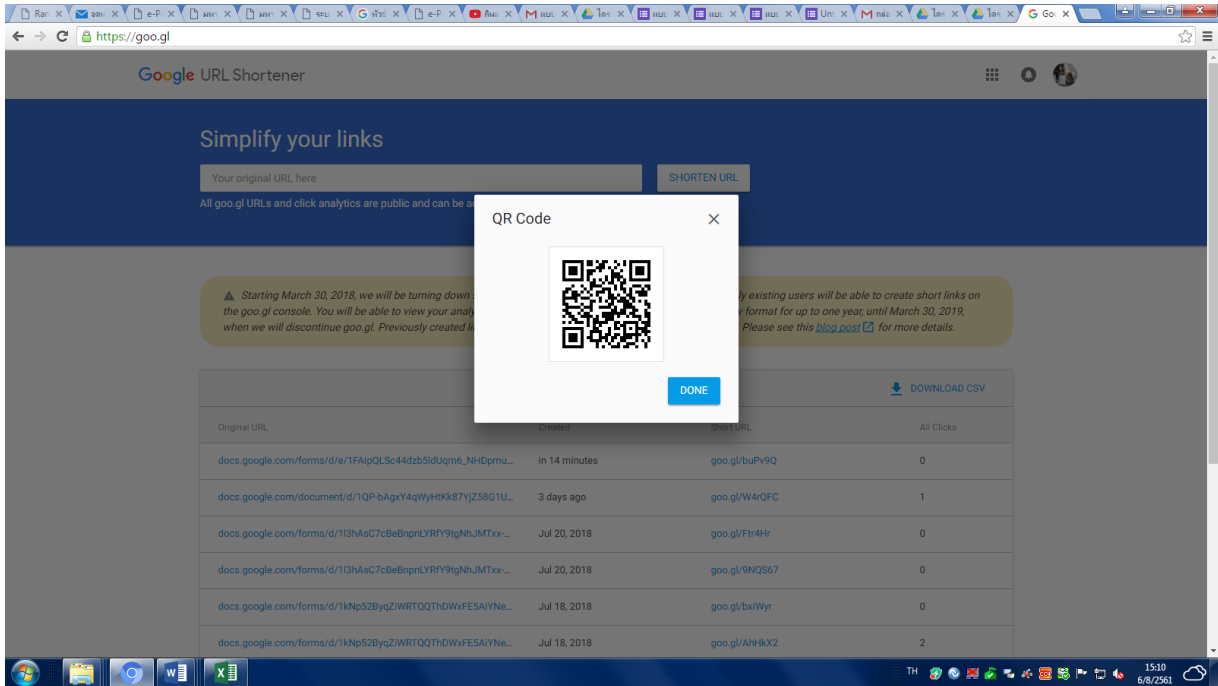 Ran
e-P
G
e-P
Unt
G Goo
https://goo.gl
Google URL Shortener
Simplify your links
Your original URL here
SHORTEN URL
All goo.gl URLs and click analytics are public and can be
QR Code
Starting March 30, 2018, we will be turning down
existing users will be able to create short links on
the goo.gl console. You will be able to view your
format for up to one year, until March 30, 2019,
when we will discontinue goo.gl. Previously created
Please see this blog post for more details.
DONE
DOWNLOAD CSV
Original URL Created Short URL All Clicks
docs.google.com/forms/d/e/1FAIpQLSc44dzb5ldUqm6_NHDpmu... in 14 minutes goo.gl/buPv9Q 0
docs.google.com/document/d/1QP-bAgxY4qWyHtKk87YjZ58G1U... 3 days ago goo.gl/W4rQFC 1
docs.google.com/forms/d/1l3hAsC7cBeBnpnLYRfY9tgNhJMTxx-... Jul 20, 2018 goo.gl/Ftr4Hr 0
docs.google.com/forms/d/1l3hAsC7cBeBnpnLYRfY9tgNhJMTxx-... Jul 20, 2018 goo.gl/9NQS67 0
docs.google.com/forms/d/1kNp52ByqZiWRTQQThDWxFE5AiYNe... Jul 18, 2018 goo.gl/bxiWyr 0
docs.google.com/forms/d/1kNp52ByqZiWRTQQThDWxFE5AiYNe... Jul 18, 2018 goo.gl/AhHkX2 2
TH
15:10
6/8/2561